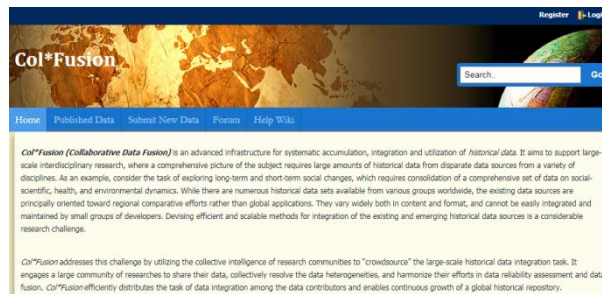 Register Logi
Col*Fusion
Search.. Go
Home Published Data Submit New Data Forum Help Wiki
Col*Fusion (Collaborative Data Fusion) is an advanced infrastructure for systematic accumulation, integration and utilization of historical data. It aims to support large-
scale interdisciplinary research, where a comprehensive picture of the subject requires large amounts of historical data from disparate data sources from a variety of
disciplines. As an example, consider the task of exploring long-term and short-term social changes, which requires consolidation of a comprehensive set of data on social-
scientific, health, and environmental dynamics. While there are numerous historical data sets available from various groups worldwide, the existing data sources are
principally oriented toward regional comparative efforts rather than global applications. They vary widely both in content and format, and cannot be easily integrated and
maintained by small groups of developers. Devising efficient and scalable methods for integration of the existing and emerging historical data sources is a considerable
research challenge.
Col*Fusion addresses this challenge by utilizing the collective intelligence of research communities to "crowdsource" the large-scale historical data integration task. It
engages a large community of researches to share their data, collectively resolve the data heterogeneities, and harmonize their efforts in data reliability assessment and data
fusion. Col*Fusion efficiently distributes the task of data integration among the data contributors and enables continuous growth of a global historical repository.